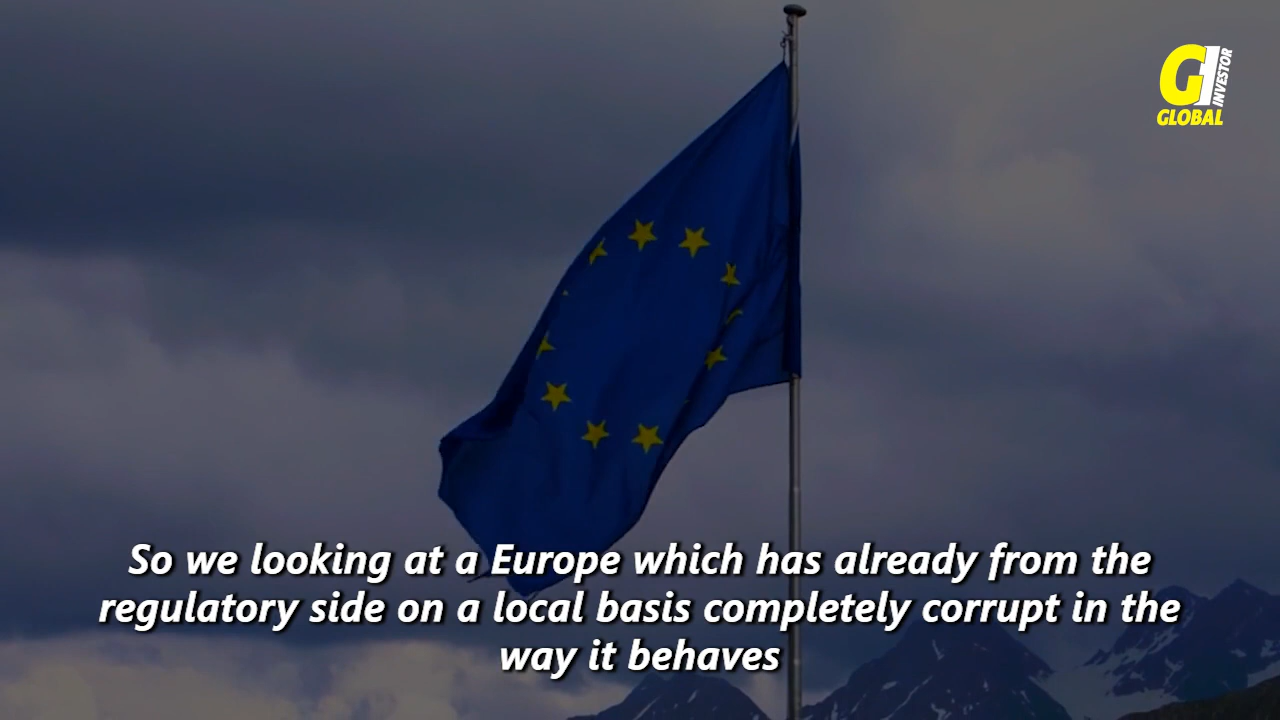 GI
INVESTOR
GLOBAL
So we looking at a Europe which has already from the
regulatory side on a local basis completely corrupt in the
way it behaves